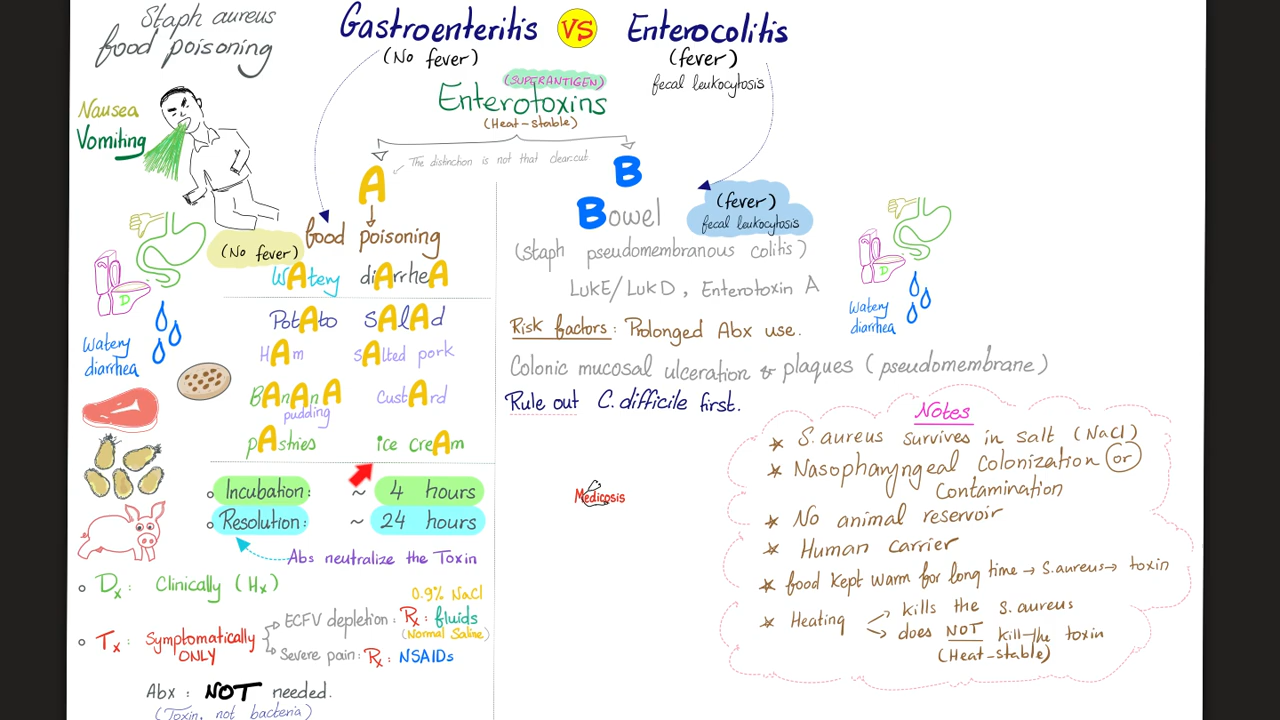 Staph aureus
food poisoning
Gastroenteritis VS Enterocolitis
(No fever)
(fever)
fecal leukocytosis
(SUPERANTIGEN)
Enterotoxins
(Heat-stable)
The distinction is not that clearcut.
Nausea
Vomiting
A
food poisoning
(No fever)
WAtery diArrheA
PotAto sAlAd
HAm sAlted pork
BAnAnA pudding custArd
pAstries ice creAm
Incubation: ~ 4 hours
Resolution: ~ 24 hours
Abs neutralize the Toxin
D
Watery
diarrhea
Dx: Clinically (Hx)
Tx: Symptomatically
ONLY
ECFV depletion: Rx: fluids
0.9% NaCl
(Normal Saline)
Severe pain: Rx: NSAIDs
Abx: NOT needed.
(Toxin, not bacteria)
B
Bowel
(fever)
fecal leukocytosis
(staph pseudomembranous colitis)
LukE/LukD, Enterotoxin A
Risk factors: Prolonged Abx use.
Colonic mucosal ulceration & plaques (pseudomembrane)
Rule out C. difficile first.
D
Watery
diarrhea
Medicosis
Notes
S. aureus survives in salt (NaCl)
Nasopharyngeal Colonization or
Contamination
No animal reservoir
Human carrier
food kept warm for long time → S. aureus → toxin
Heating
kills the S. aureus
does NOT kill the toxin
(Heat-stable)